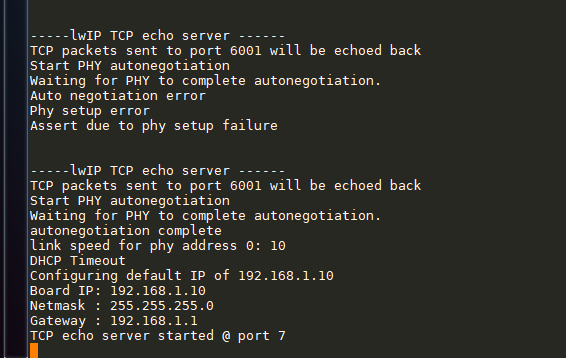 -----lwIP TCP echo server ------
TCP packets sent to port 6001 will be echoed back
Start PHY autonegotiation
Waiting for PHY to complete autonegotiation.
Auto negotiation error
Phy setup error
Assert due to phy setup failure
-----lwIP TCP echo server ------
TCP packets sent to port 6001 will be echoed back
Start PHY autonegotiation
Waiting for PHY to complete autonegotiation.
autonegotiation complete
link speed for phy address 0: 10
DHCP Timeout
Configuring default IP of 192.168.1.10
Board IP: 192.168.1.10
Netmask : 255.255.255.0
Gateway : 192.168.1.1
TCP echo server started @ port 7